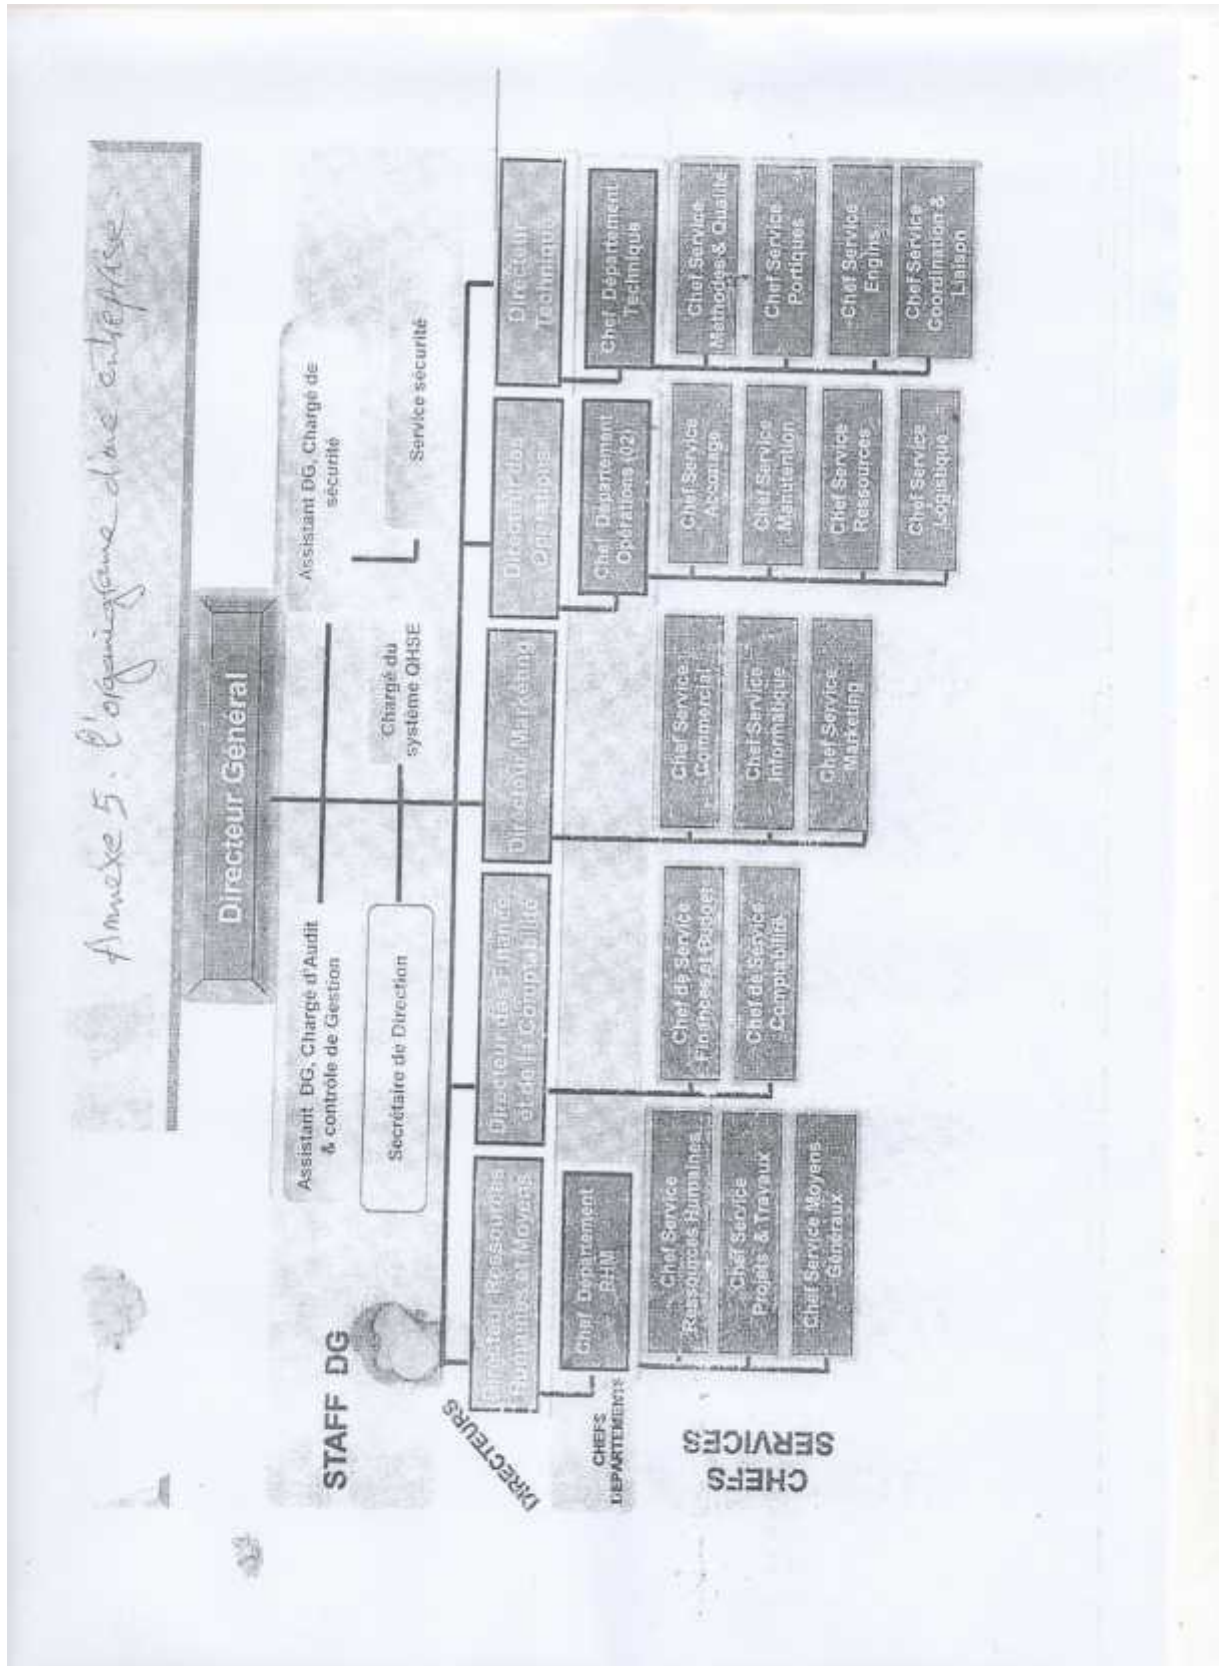 Annexe 5. l'organigramme d'une entreprise.
Directeur Général
Assistant DG, Chargé d'Audit
& contrôle de Gestion
Assistant DG, Chargé de
sécurité
Secrétaire de Direction
Chargé du
système QHSE
Service sécurité
STAFF DG
DIRECTEURS
Directeur Ressources
Humaines et Moyens
Directeur des Finance
et de la Comptabilité
Directeur Marketing
Directeur des
Opérations
Directeur
Technique
CHEFS
DEPARTEMENTS
Chef Département
RHM
Chef Département
Opérations (02)
Chef Département
Technique
CHEFS
SERVICES
Chef Service
Ressources Humaines
Chef Service
Projets & Travaux
Chef Service Moyens
Généraux
Chef de Service
Finances et Budget
Chef de Service
Comptabilité
Chef Service
Commercial
Chef Service
Informatique
Chef Service
Marketing
Chef Service
Acconage
Chef Service
Manutention
Chef Service
Ressources
Chef Service
Logistique
Chef Service
Méthodes & Qualité
Chef Service
Portiques
Chef Service
Engins
Chef Service
Coordination &
Liaison